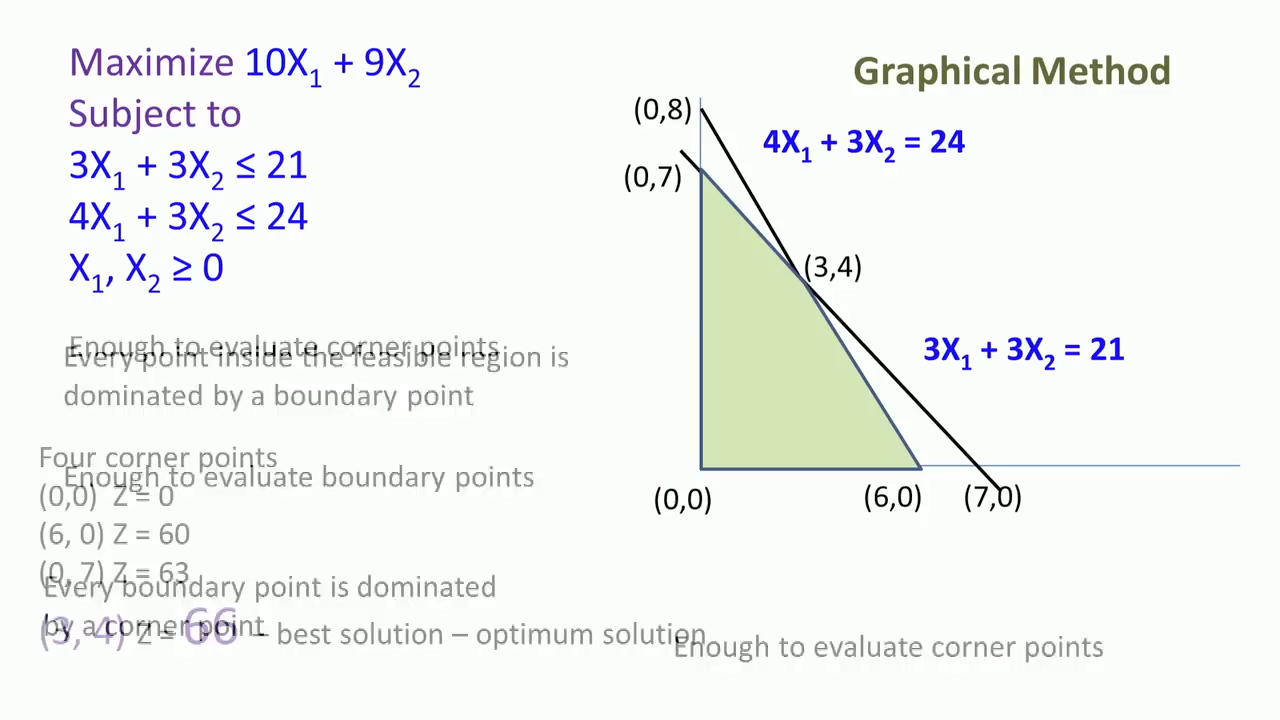 Maximize 10X₁ + 9X₂
Subject to
3X₁ + 3X₂ ≤ 21
4X₁ + 3X₂ ≤ 24
X₁, X₂ ≥ 0
Enough to evaluate corner points
Every point inside the feasible region is
dominated by a boundary point
Four corner points
Enough to evaluate boundary points
(0,0) Z = 0
(6, 0) Z = 60
(0, 7) Z = 63
Every boundary point is dominated
by a corner point
(3, 4) Z = 66 – best solution – optimum solution
Graphical Method
(0,8)
4X₁ + 3X₂ = 24
(0,7)
(3,4)
3X₁ + 3X₂ = 21
(0,0)
(6,0)
(7,0)
Enough to evaluate corner points